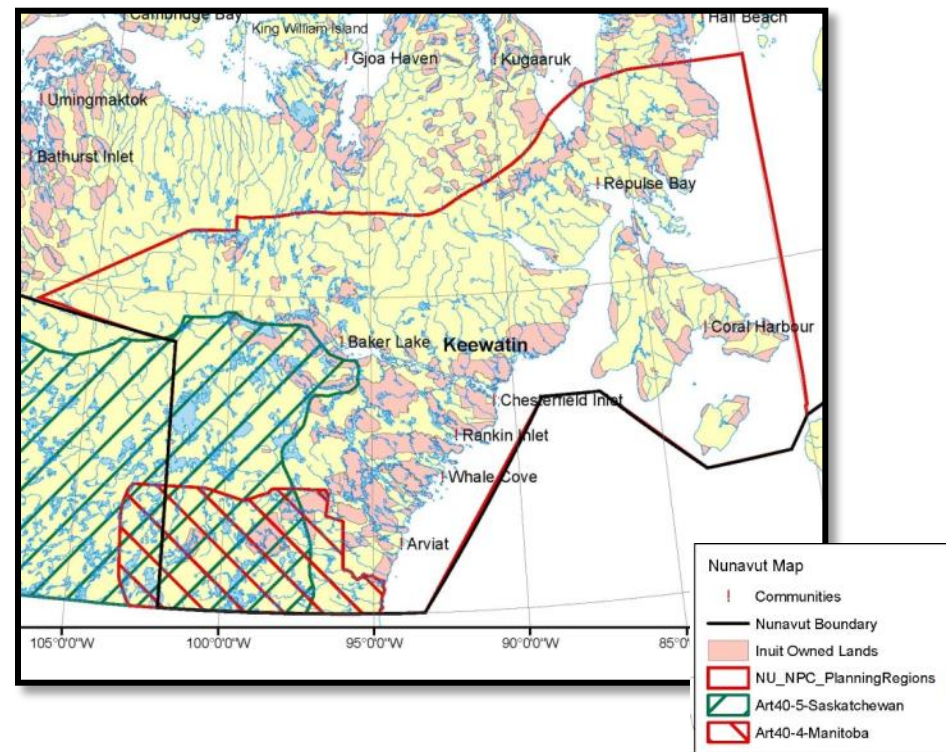 Cambridge Bay
King William Island
Hall Beach
Gjoa Haven
Kugaaruk
Umingmaktok
Bathurst Inlet
Repulse Bay
Coral Harbour
Baker Lake
Keewatin
Chesterfield Inlet
Rankin Inlet
Whale Cove
Arviat
105°0'0"W
100°0'0"W
95°0'0"W
90°0'0"W
85°0'
Nunavut Map
Communities
Nunavut Boundary
Inuit Owned Lands
NU_NPC_PlanningRegions
Art40-5-Saskatchewan
Art40-4-Manitoba